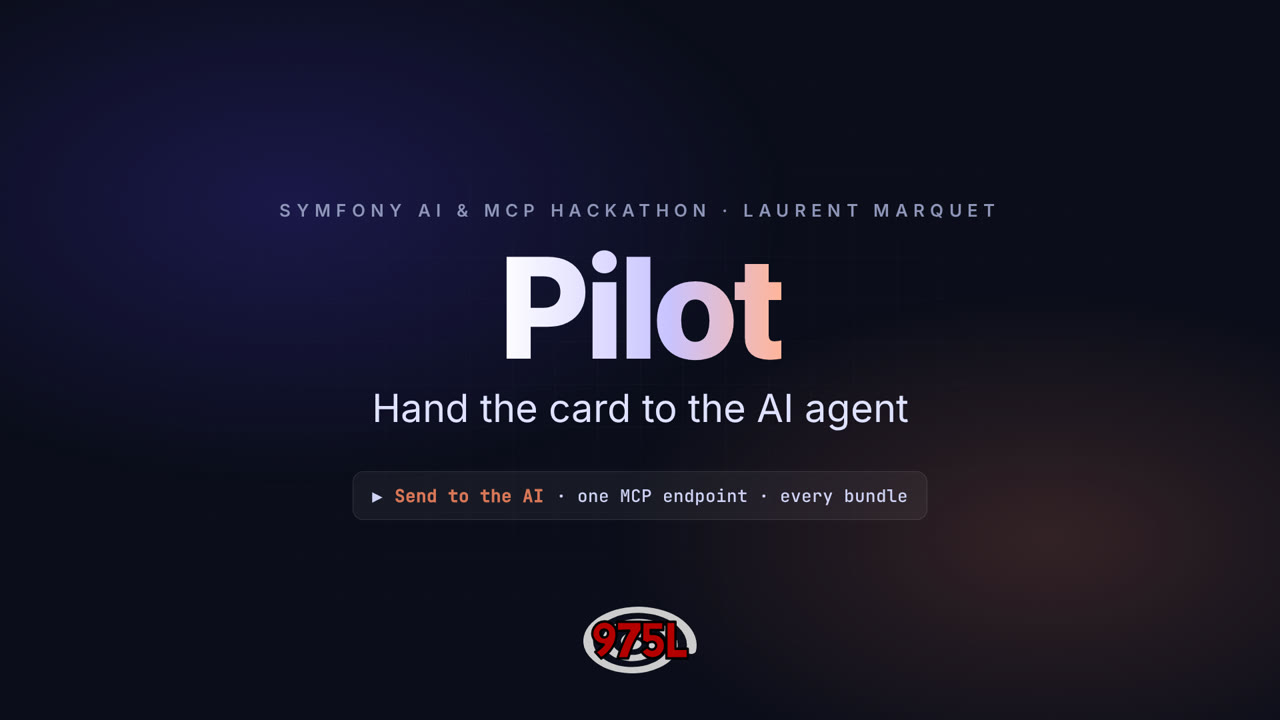 SYMFONY AI & MCP HACKATHON · LAURENT MARQUET
Pilot
Hand the card to the AI agent
▶ Send to the AI · one MCP endpoint · every bundle
975L